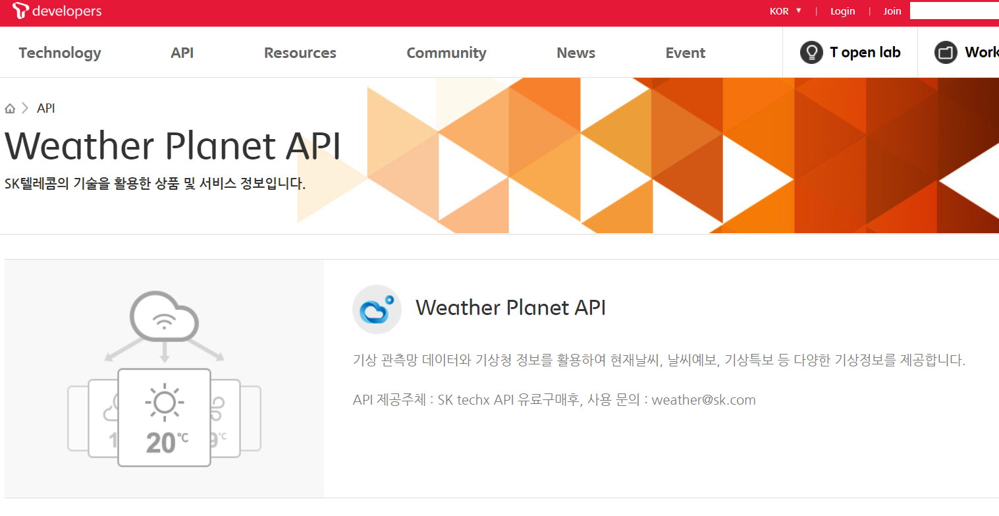 developers
KOR ▼ | Login | Join
Technology API Resources Community News Event T open lab
API
Weather Planet API
SK텔레콤의 기술을 활용한 상품 및 서비스 정보입니다.
Weather Planet API
기상 관측망 데이터와 기상청 정보를 활용하여 현재날씨, 날씨예보, 기상특보 등 다양한 기상정보를 제공합니다.
API 제공주체 : SK techx API 유료구매후, 사용 문의 : weather@sk.com
20°C